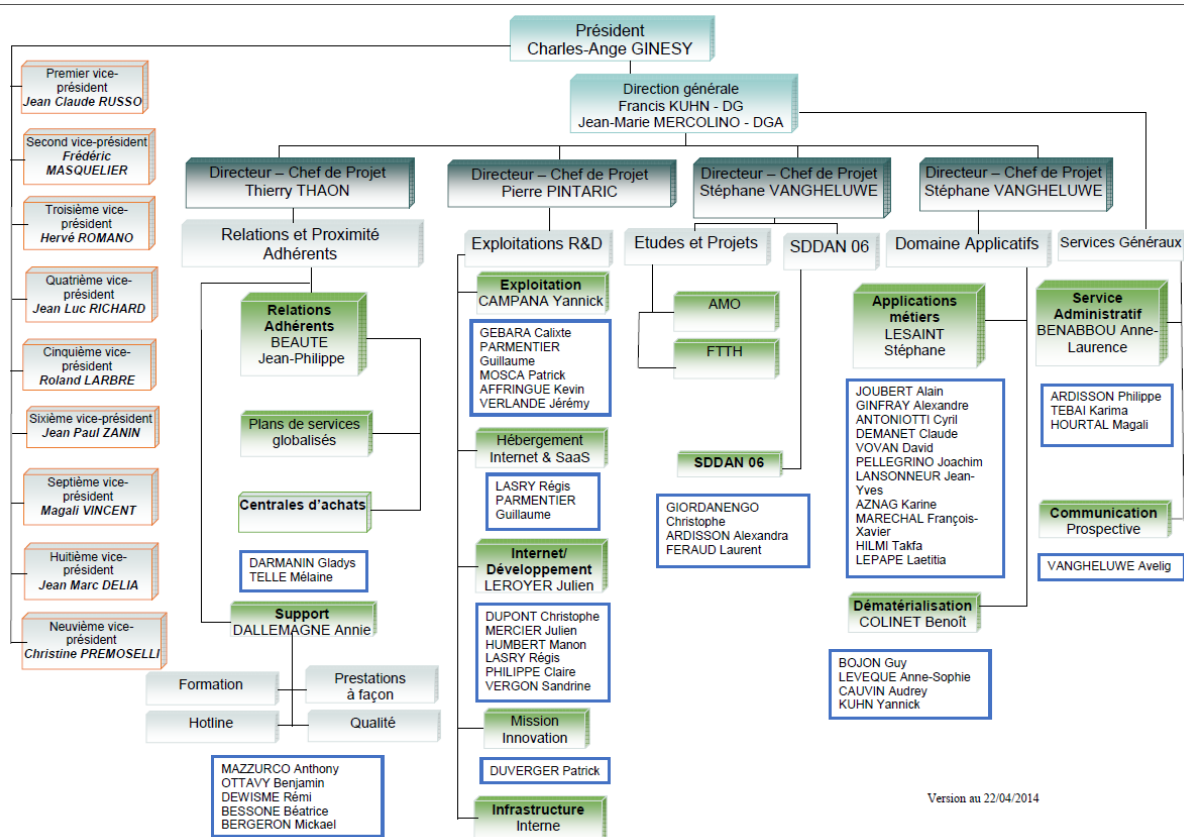 Président
Charles-Ange GINESY
Direction générale
Francis KUHN - DG
Jean-Marie MERCOLINO - DGA
Premier vice-
président
Jean Claude RUSSO
Second vice-président
Frédéric
MASQUELIER
Troisième vice-
président
Hervé ROMANO
Quatrième vice-
président
Jean Luc RICHARD
Cinquième vice-
président
Roland LARBRE
Sixième vice-président
Jean Paul ZANIN
Septième vice-
président
Magali VINCENT
Huitième vice-
président
Jean Marc DELIA
Neuvième vice-
président
Christine PREMOSELLI
Directeur – Chef de Projet
Thierry THAON
Relations et Proximité
Adhérents
Relations
Adhérents
BEAUTE
Jean-Philippe
Plans de services
globalisés
Centrales d'achats
DARMANIN Gladys
TELLE Mélaine
Support
DALLEMAGNE Annie
Formation
Prestations
à façon
Hotline
Qualité
MAZZURCO Anthony
OTTAVY Benjamin
DEWISME Rémi
BESSONE Béatrice
BERGERON Mickael
Directeur – Chef de Projet
Pierre PINTARIC
Exploitations R&D
Exploitation
CAMPANA Yannick
GEBARA Calixte
PARMENTIER
Guillaume
MOSCA Patrick
AFFRINGUE Kevin
VERLANDE Jérémy
Hébergement
Internet & SaaS
LASRY Régis
PARMENTIER
Guillaume
Internet/
Développement
LEROYER Julien
DUPONT Christophe
MERCIER Julien
HUMBERT Manon
LASRY Régis
PHILIPPE Claire
VERGON Sandrine
Mission
Innovation
DUVERGER Patrick
Infrastructure
Interne
Directeur – Chef de Projet
Stéphane VANGHELUWE
Etudes et Projets
SDDAN 06
AMO
FTTH
SDDAN 06
GIORDANENGO
Christophe
ARDISSON Alexandra
FERAUD Laurent
Directeur – Chef de Projet
Stéphane VANGHELUWE
Domaine Applicatifs
Applications
métiers
LESAINT
Stéphane
JOUBERT Alain
GINFRAY Alexandre
ANTONIOTTI Cyril
DEMANET Claude
VOVAN David
PELLEGRINO Joachim
LANSONNEUR Jean-
Yves
AZNAG Karine
MARECHAL François-
Xavier
HILMI Takfa
LEPAPE Laetitia
Dématérialisation
COLINET Benoît
BOJON Guy
LEVEQUE Anne-Sophie
CAUVIN Audrey
KUHN Yannick
Services Généraux
Service
Administratif
BENABBOU Anne-
Laurence
ARDISSON Philippe
TEBAI Karima
HOURTAL Magali
Communication
Prospective
VANGHELUWE Avelig
Version au 22/04/2014